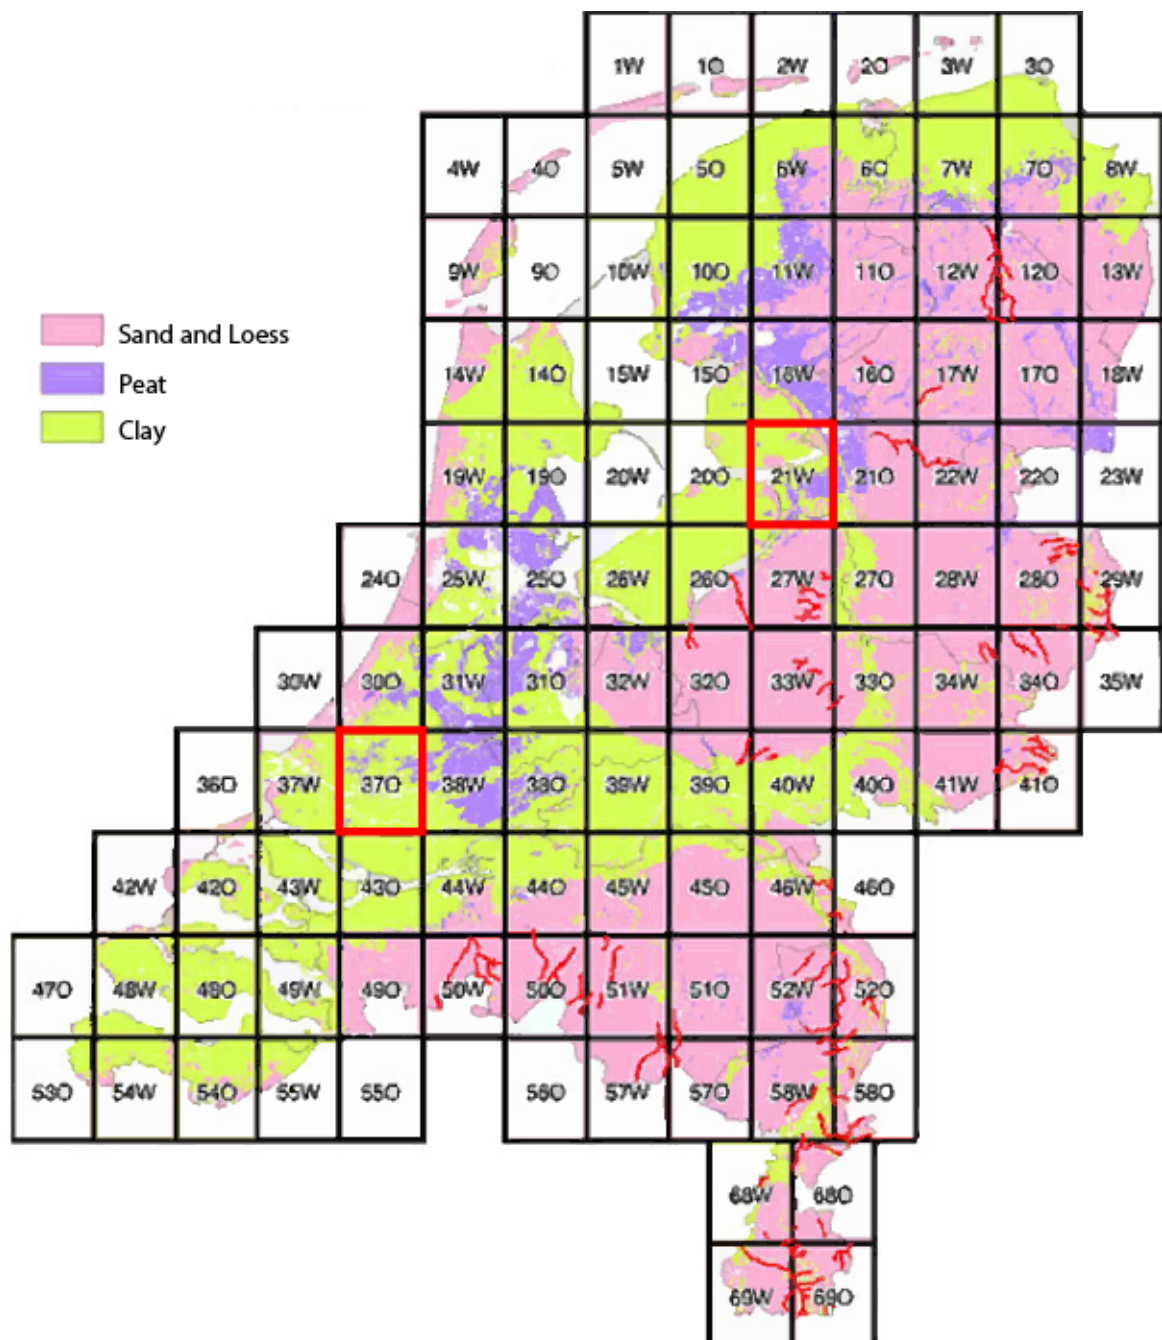 1W 1O 2W 2O 3W 3O
4W 4O 5W 5O 6W 6O 7W 7O 8W
9W 9O 10W 10O 11W 11O 12W 12O 13W
Sand and Loess
Peat
Clay
14W 14O 15W 15O 16W 16O 17W 17O 18W
19W 19O 20W 20O 21W 21O 22W 22O 23W
24O 25W 25O 26W 26O 27W 27O 28W 28O 29W
30W 30O 31W 31O 32W 32O 33W 33O 34W 34O 35W
36O 37W 37O 38W 38O 39W 39O 40W 40O 41W 41O
42W 42O 43W 43O 44W 44O 45W 45O 46W 46O
47O 48W 48O 49W 49O 50W 50O 51W 51O 52W 52O
53O 54W 54O 55W 55O 56O 57W 57O 58W 58O
68W 68O
69W 69O